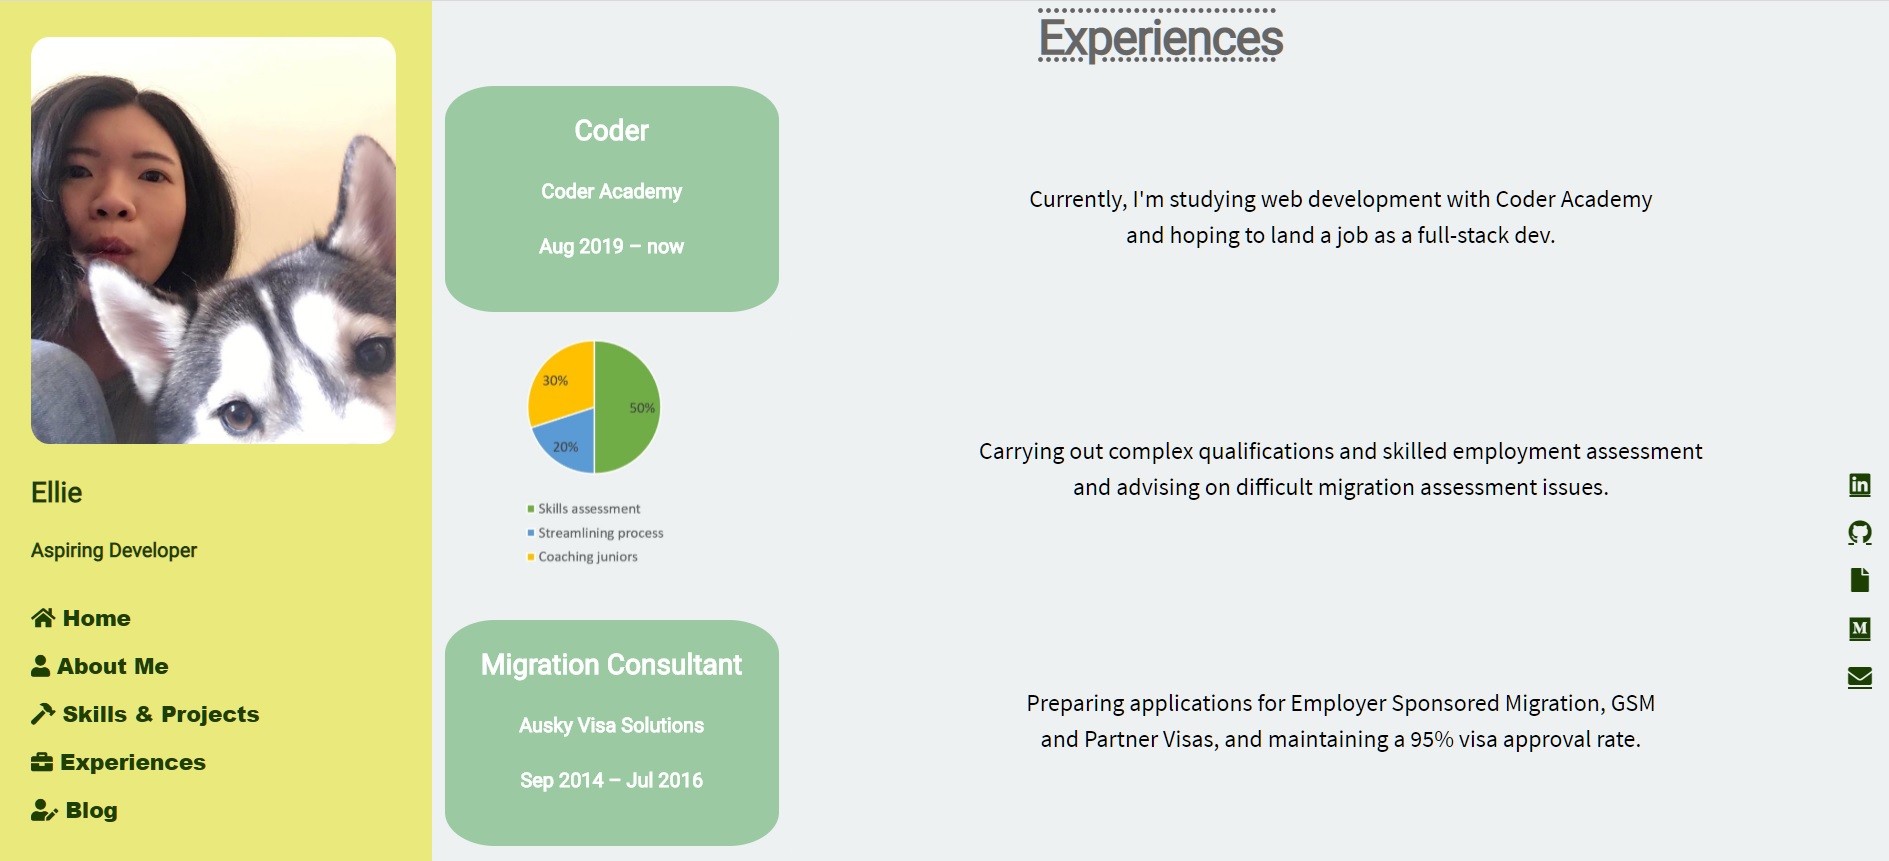 Experiences
Ellie
Aspiring Developer
Home
About Me
Skills & Projects
Experiences
Blog
Coder
Coder Academy
Aug 2019 – now
Currently, I'm studying web development with Coder Academy
and hoping to land a job as a full-stack dev.
30%
50%
20%
Skills assessment
Streamlining process
Coaching juniors
Carrying out complex qualifications and skilled employment assessment
and advising on difficult migration assessment issues.
Migration Consultant
Ausky Visa Solutions
Sep 2014 – Jul 2016
Preparing applications for Employer Sponsored Migration, GSM
and Partner Visas, and maintaining a 95% visa approval rate.
in
M